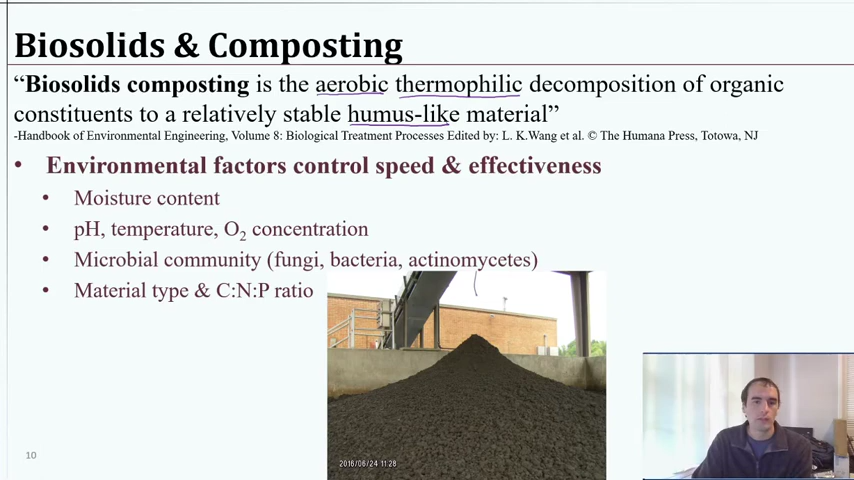 Biosolids & Composting
“Biosolids composting is the aerobic thermophilic decomposition of organic
constituents to a relatively stable humus-like material”
-Handbook of Environmental Engineering, Volume 8: Biological Treatment Processes Edited by: L. K.Wang et al. © The Humana Press, Totowa, NJ
• Environmental factors control speed & effectiveness
• Moisture content
• pH, temperature, O₂ concentration
• Microbial community (fungi, bacteria, actinomycetes)
• Material type & C:N:P ratio
2016/06/24 11:28
10